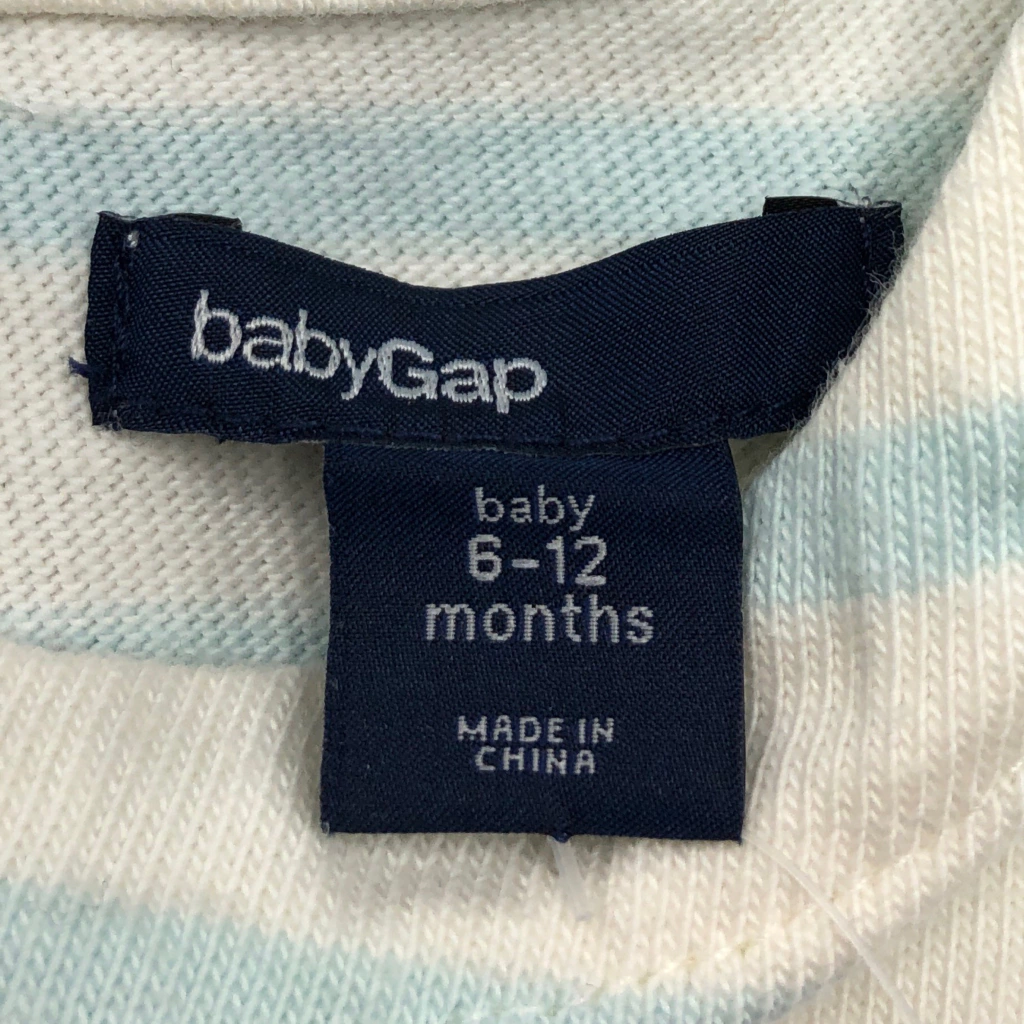 babyGap
baby
6-12
months
MADE IN
CHINA